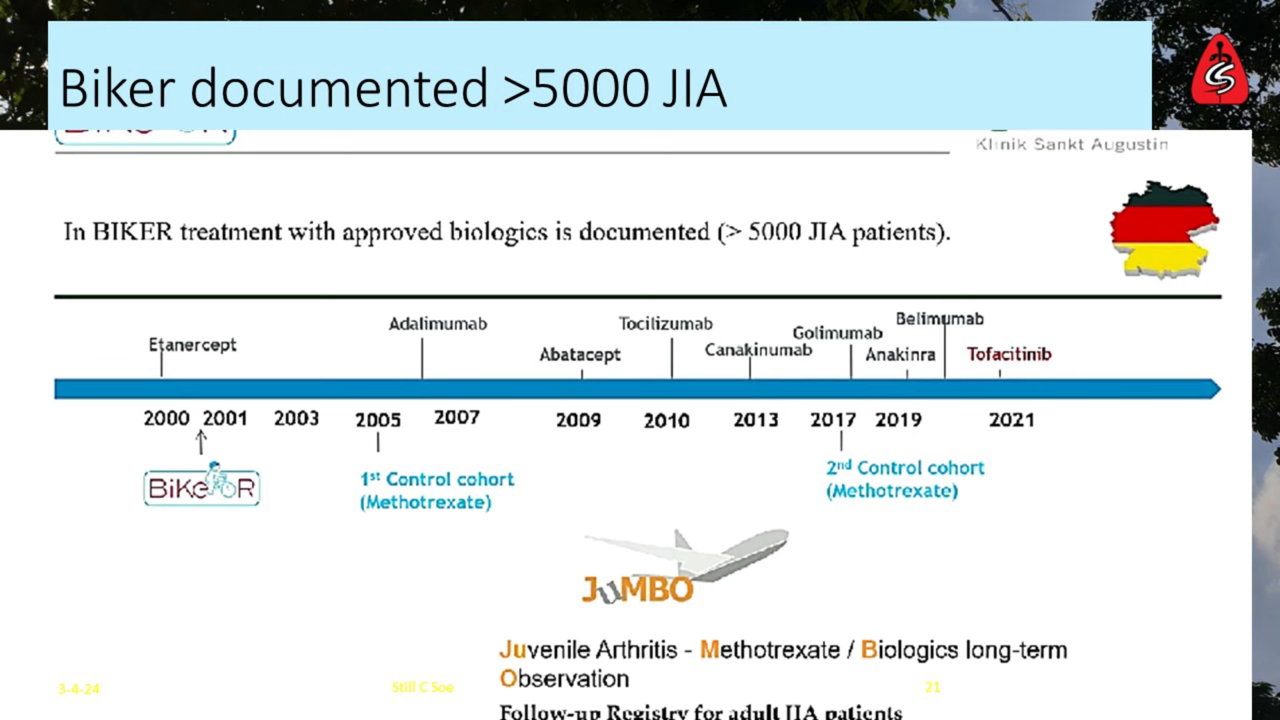 Biker documented >5000 JIA
Klinik Sankt Augustin
In BIKER treatment with approved biologics is documented (> 5000 JIA patients).
Etanercept
Adalimumab
Abatacept
Tocilizumab
Canakinumab
Golimumab
Anakinra
Belimumab
Tofacitinib
2000 2001 2003 2005 2007 2009 2010 2013 2017 2019 2021
BiKeR
1st Control cohort
(Methotrexate)
2nd Control cohort
(Methotrexate)
JuMBO
Juvenile Arthritis - Methotrexate / Biologics long-term
Observation
Follow-up Registry for adult JIA patients
3-4-24 Still C Soe 21